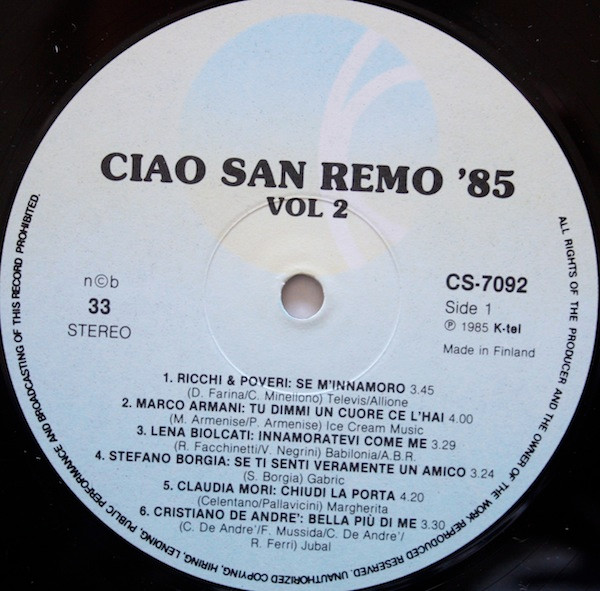 CIAO SAN REMO '85
VOL 2
n©b
33
STEREO
CS-7092
Side 1
℗ 1985 K-tel
Made in Finland
1. RICCHI & POVERI: SE M'INNAMORO 3.45
(D. Farina/C. Minellono) Televis/Allione
2. MARCO ARMANI: TU DIMMI UN CUORE CE L'HAI 4.00
(M. Armenise/P. Armenise) Ice Cream Music
3. LENA BIOLCATI: INNAMORATEVI COME ME 3.29
(R. Facchinetti/V. Negrini) Babilonia/A.B.R.
4. STEFANO BORGIA: SE TI SENTI VERAMENTE UN AMICO 3.24
(S. Borgia) Gabric
5. CLAUDIA MORI: CHIUDI LA PORTA 4.20
(Celentano/Pallavicini) Margherita
6. CRISTIANO DE ANDRE': BELLA PIÙ DI ME 3.30
(C. De Andre'/F. Mussida/C. De Andre'/
R. Ferri) Jubal
ALL RIGHTS OF THE PRODUCER AND THE OWNER OF THE WORK REPRODUCED RESERVED. UNAUTHORIZED COPYING, HIRING, LENDING, PUBLIC PERFORMANCE AND BROADCASTING OF THIS RECORD PROHIBITED.